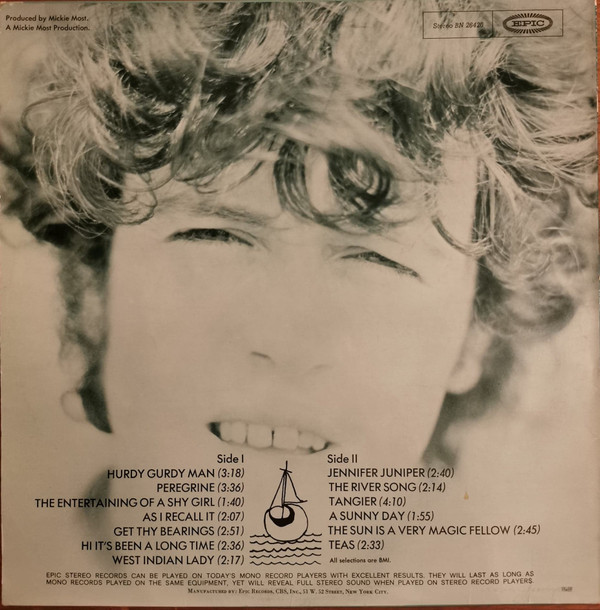 Produced by Mickie Most.
A Mickie Most Production.
Stereo BN 26420
EPIC
Side I
HURDY GURDY MAN (3:18)
PEREGRINE (3:36)
THE ENTERTAINING OF A SHY GIRL (1:40)
AS I RECALL IT (2:07)
GET THY BEARINGS (2:51)
HI IT'S BEEN A LONG TIME (2:36)
WEST INDIAN LADY (2:17)
Side II
JENNIFER JUNIPER (2:40)
THE RIVER SONG (2:14)
TANGIER (4:10)
A SUNNY DAY (1:55)
THE SUN IS A VERY MAGIC FELLOW (2:45)
TEAS (2:33)
All selections are BMI.
EPIC STEREO RECORDS CAN BE PLAYED ON TODAY'S MONO RECORD PLAYERS WITH EXCELLENT RESULTS. THEY WILL LAST AS LONG AS
MONO RECORDS PLAYED ON THE SAME EQUIPMENT, YET WILL REVEAL FULL STEREO SOUND WHEN PLAYED ON STEREO RECORD PLAYERS.
MANUFACTURED BY: EPIC RECORDS, CBS, INC., 51 W. 52 STREET, NEW YORK CITY.